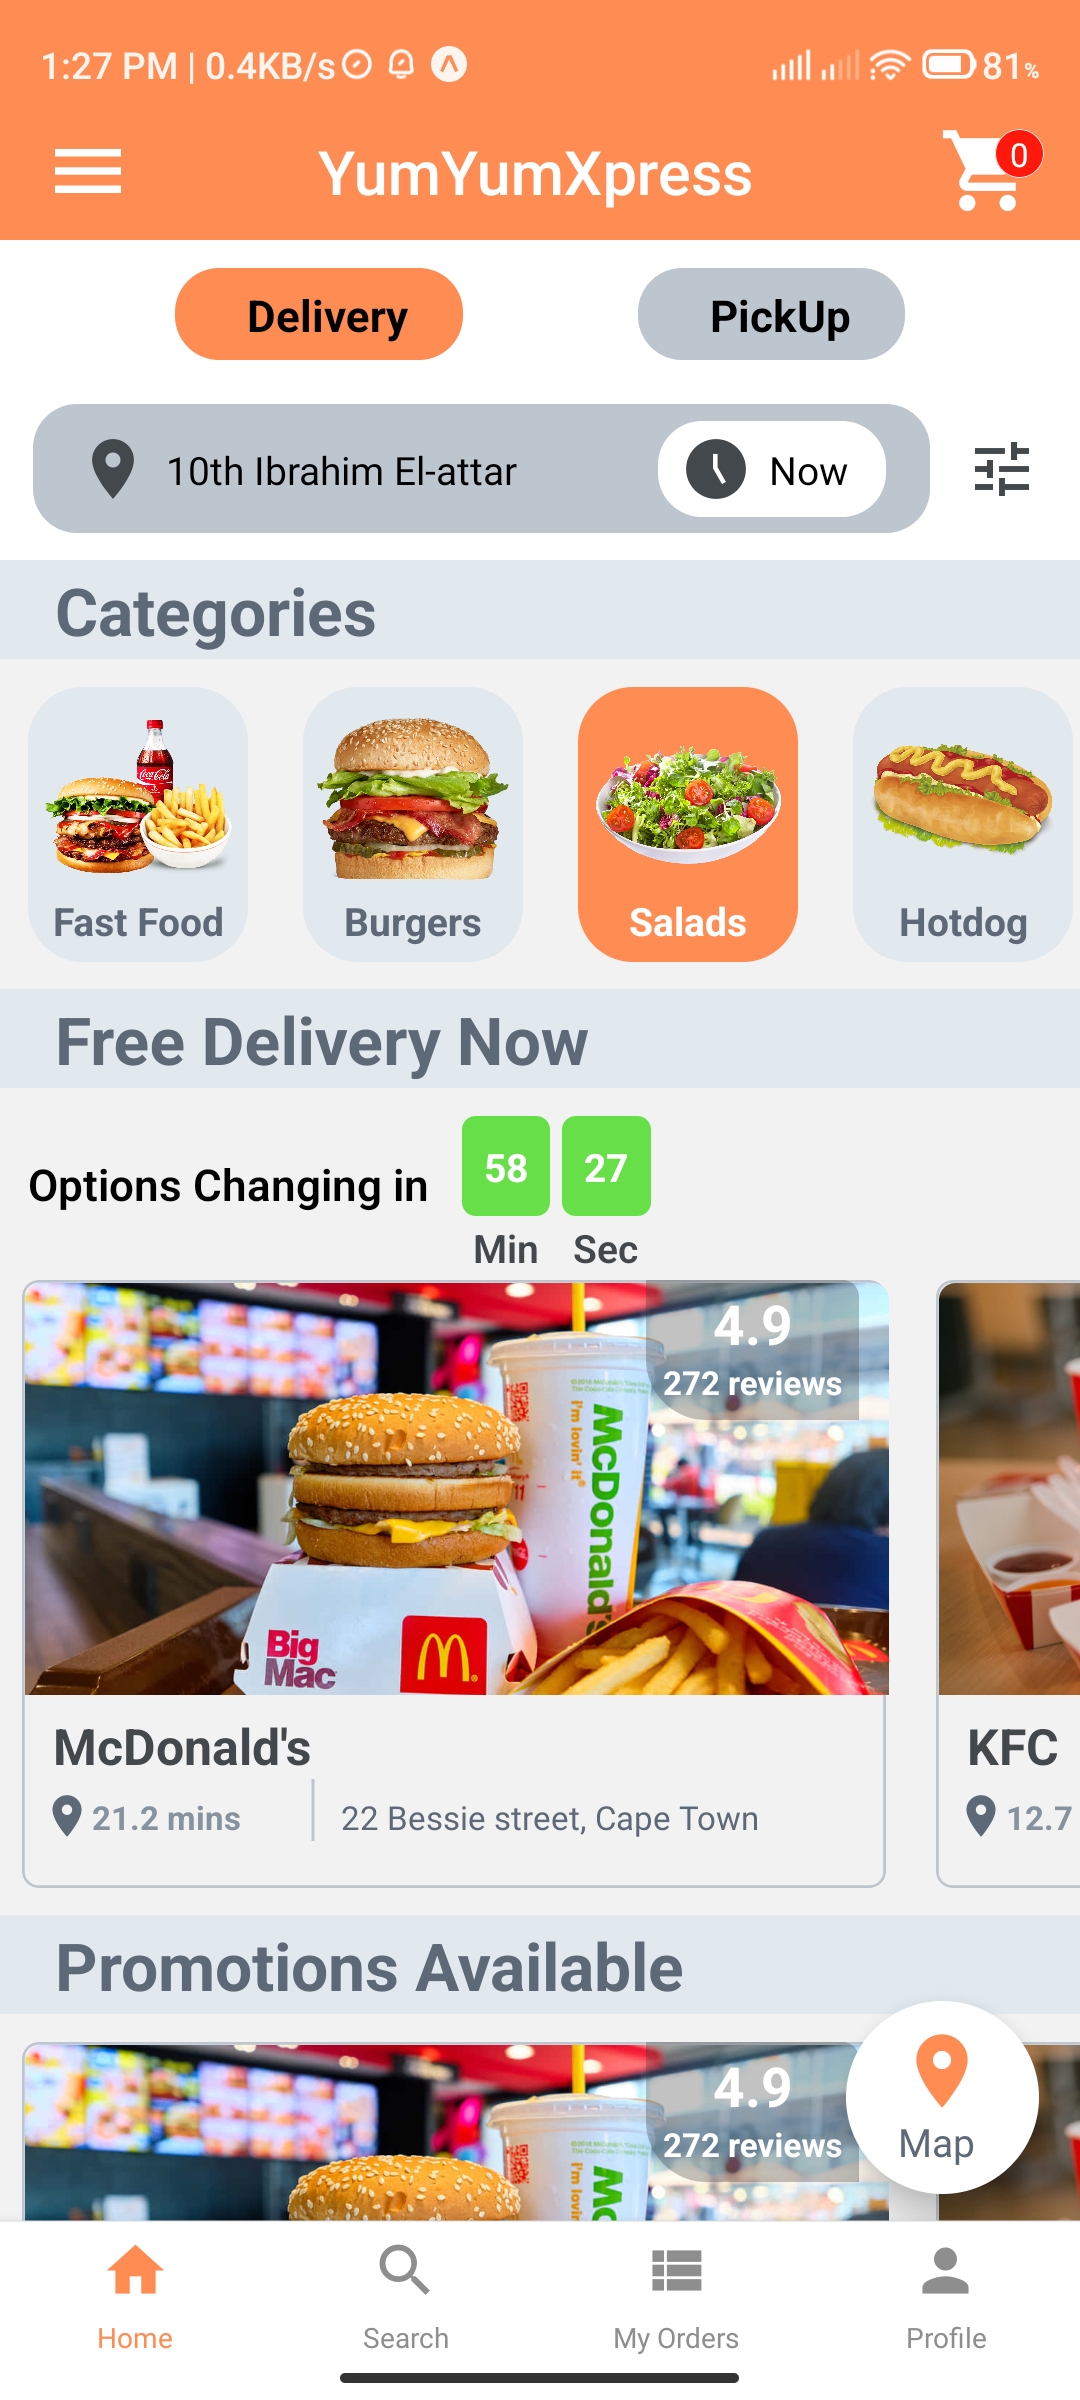 1:27 PM | 0.4KB/s
81%
YumYumXpress
0
Delivery
PickUp
10th Ibrahim El-attar
Now
Categories
Coca-Cola
Fast Food
Burgers
Salads
Hotdog
Free Delivery Now
Options Changing in
58
27
Min
Sec
4.9
272 reviews
i'm lovin' it
McDonald's
Big
Mac
McDonald's
21.2 mins
22 Bessie street, Cape Town
KFC
12.7
Promotions Available
4.9
272 reviews
Map
Home
Search
My Orders
Profile